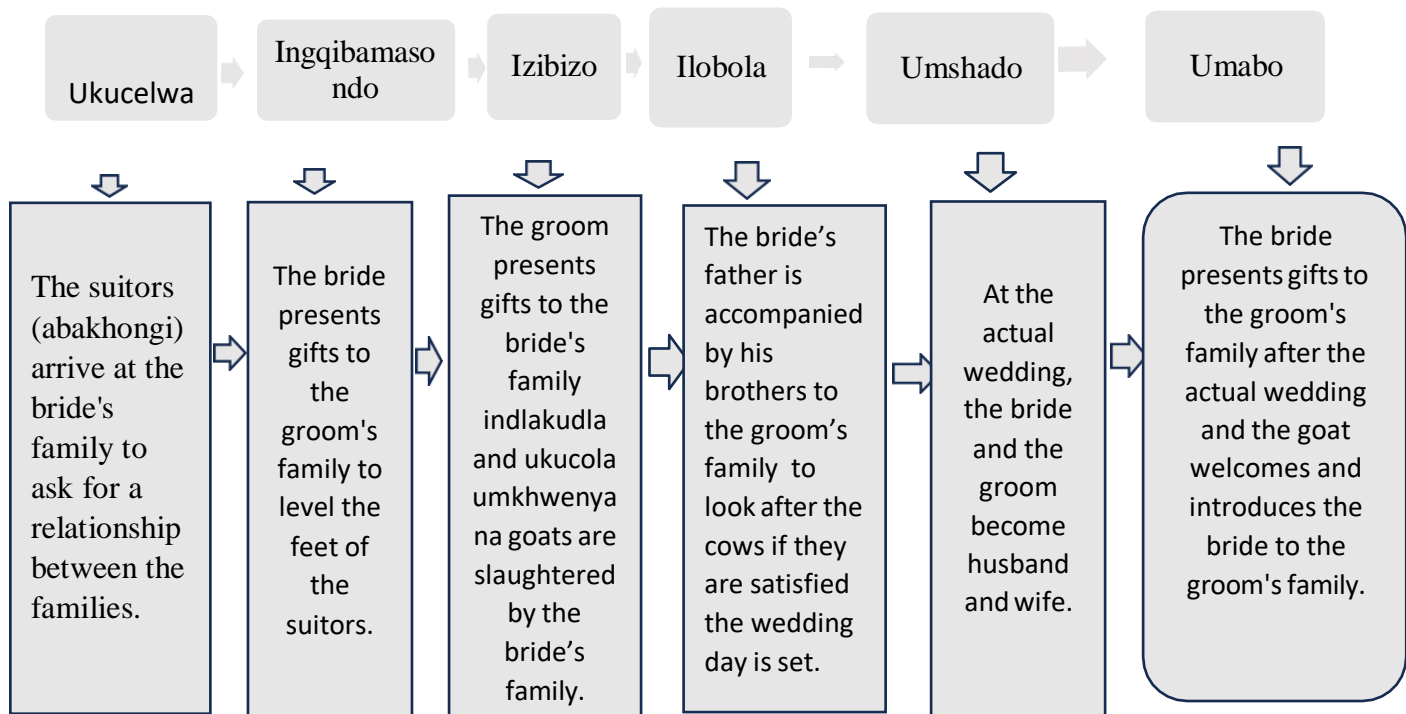 Ukucelwa
Ingqibamaso
ndo
Izibizo
Ilobola
Umshado
Umabo
The suitors
(abakhongi)
arrive at the
bride's
family to
ask for a
relationship
between the
families.
The bride
presents
gifts to
the
groom's
family to
level the
feet of
the
suitors.
The groom
presents
gifts to the
bride's
family
indlakudla
and ukucola
umkhwenya
na goats are
slaughtered
by the
bride’s
family.
The bride’s
father is
accompanied
by his
brothers to
the groom’s
family to
look after the
cows if they
are satisfied
the wedding
day is set.
At the
actual
wedding,
the bride
and the
groom
become
husband
and wife.
The bride
presents gifts to
the groom's
family after the
actual wedding
and the goat
welcomes and
introduces the
bride to the
groom's family.